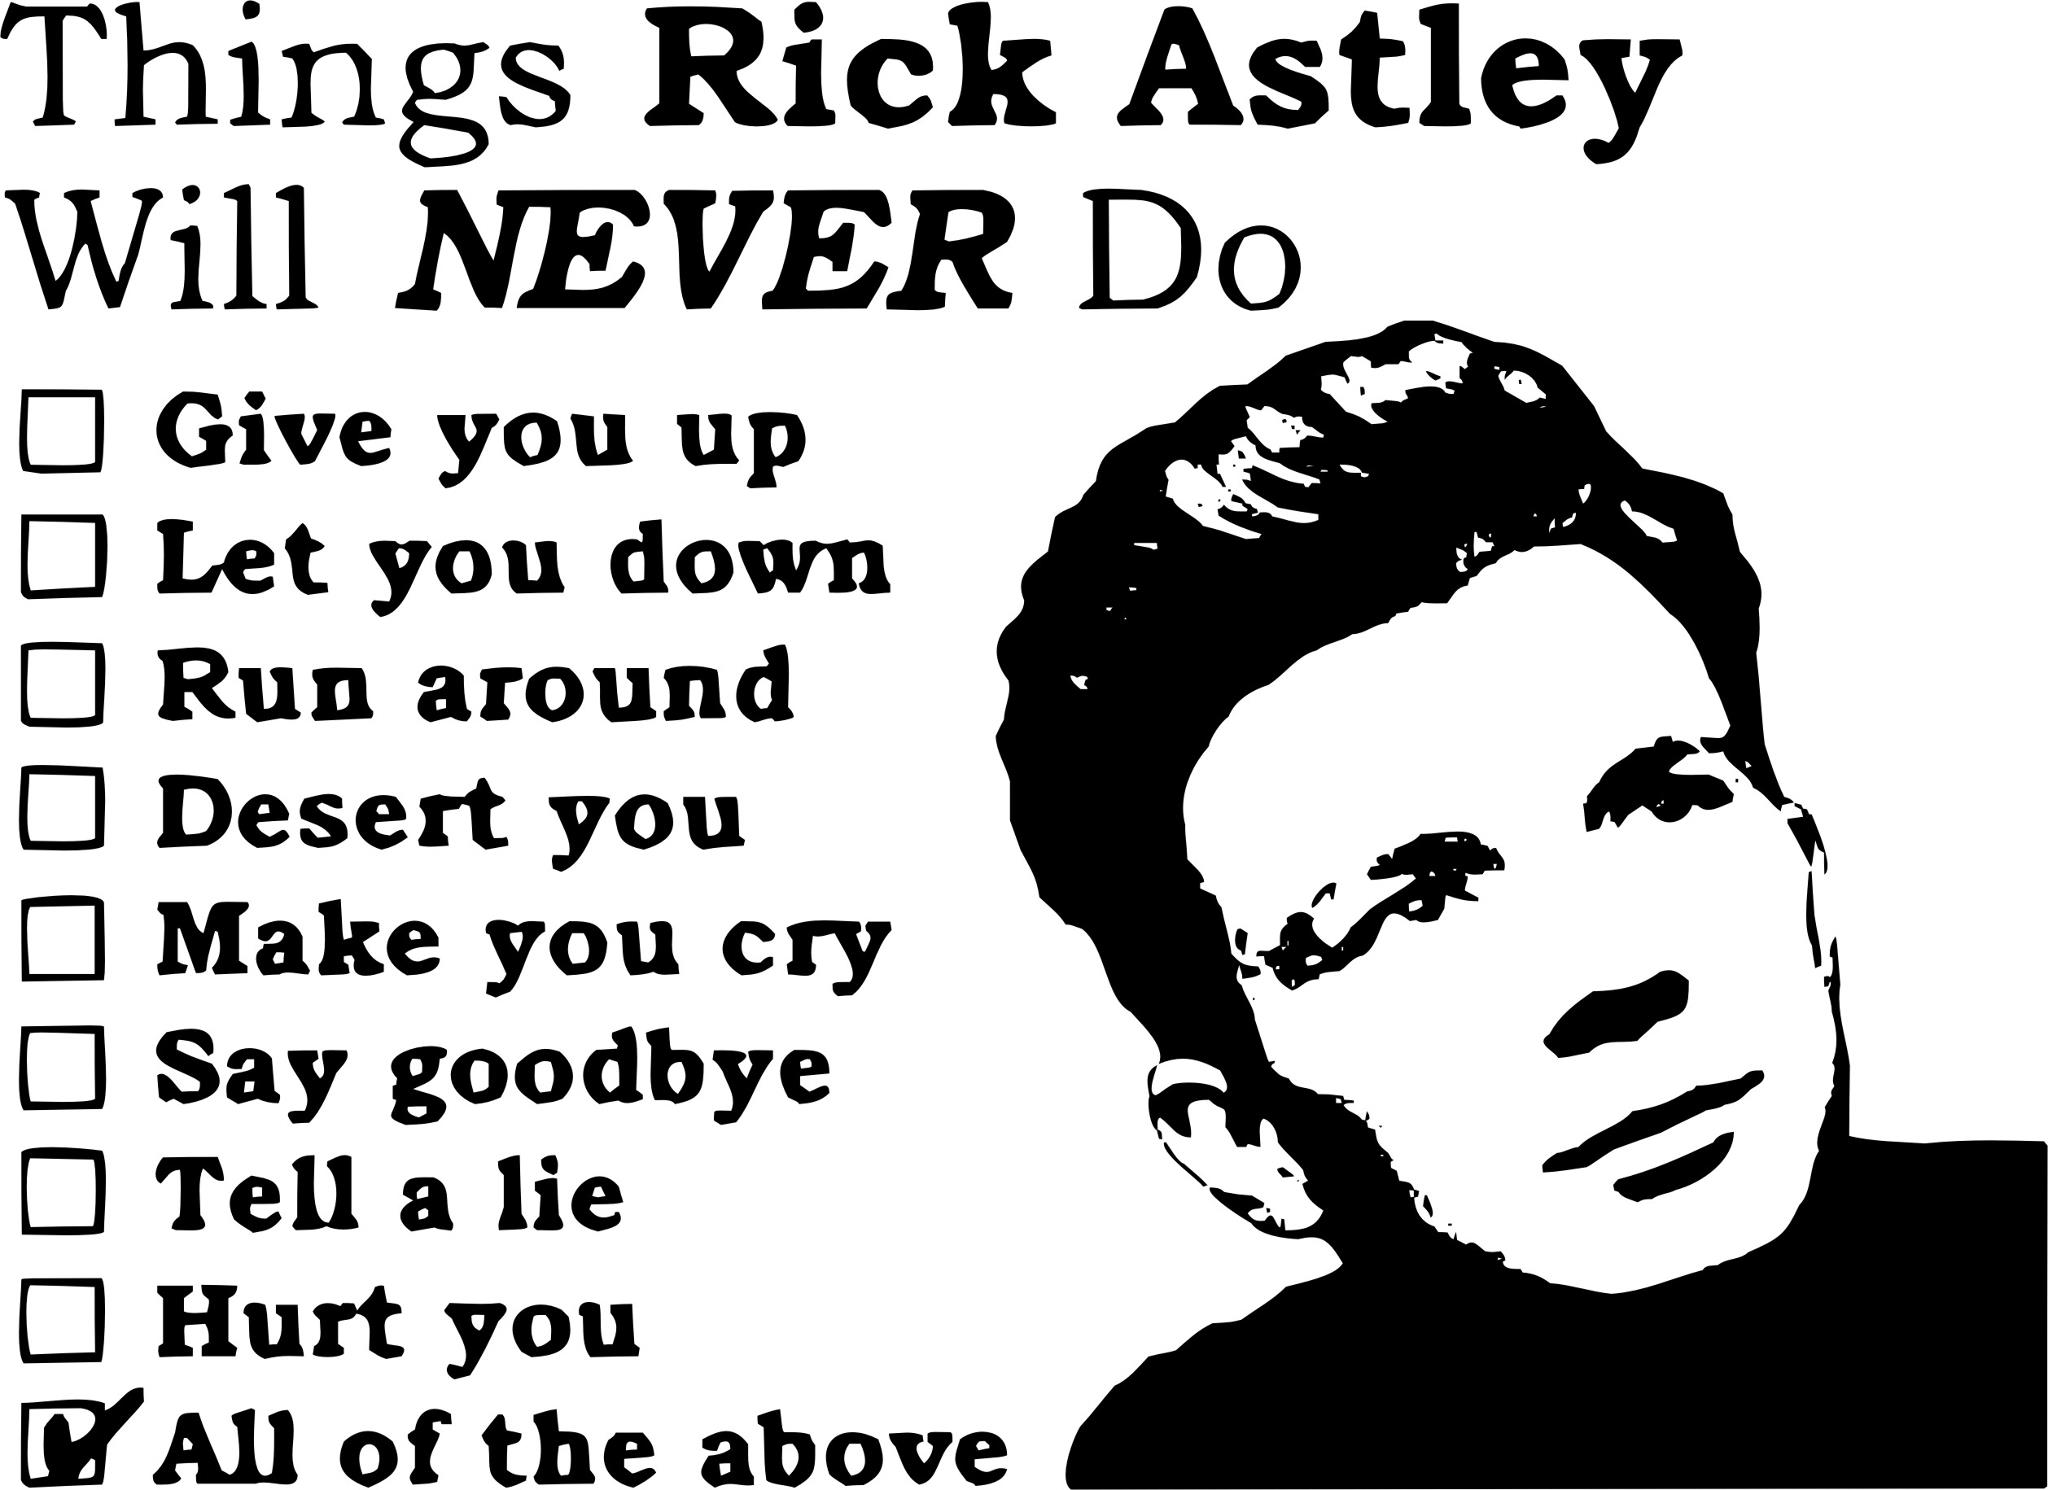 Things Rick Astley
Will NEVER Do
Give you up
Let you down
Run around
Desert you
Make you cry
Say goodbye
Tell a lie
Hurt you
All of the above